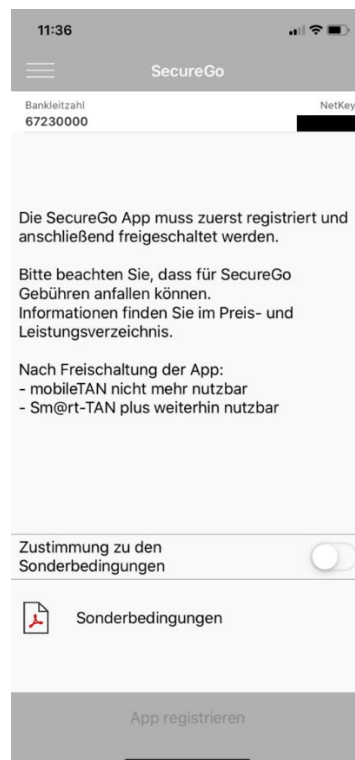 11:36
SecureGo
Bankleitzahl NetKey
67230000
Die SecureGo App muss zuerst registriert und
anschließend freigeschaltet werden.
Bitte beachten Sie, dass für SecureGo
Gebühren anfallen können.
Informationen finden Sie im Preis- und
Leistungsverzeichnis.
Nach Freischaltung der App:
- mobileTAN nicht mehr nutzbar
- Sm@rt-TAN plus weiterhin nutzbar
Zustimmung zu den
Sonderbedingungen
Sonderbedingungen
App registrieren